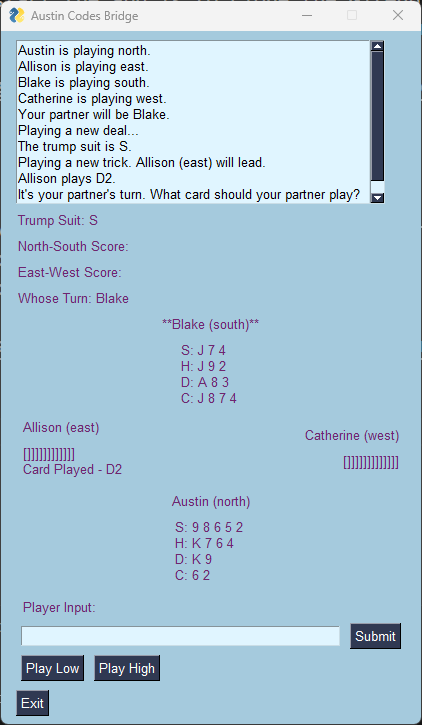 Austin Codes Bridge
Austin is playing north.
Allison is playing east.
Blake is playing south.
Catherine is playing west.
Your partner will be Blake.
Playing a new deal...
The trump suit is S.
Playing a new trick. Allison (east) will lead.
Allison plays D2.
It's your partner's turn. What card should your partner play?
Trump Suit: S
North-South Score:
East-West Score:
Whose Turn: Blake
**Blake (south)**
S: J 7 4
H: J 9 2
D: A 8 3
C: J 8 7 4
Allison (east)
[]]]]]]]]]]]]
Card Played - D2
Catherine (west)
[]]]]]]]]]]]]]
Austin (north)
S: 9 8 6 5 2
H: K 7 6 4
D: K 9
C: 6 2
Player Input:
Submit
Play Low Play High
Exit